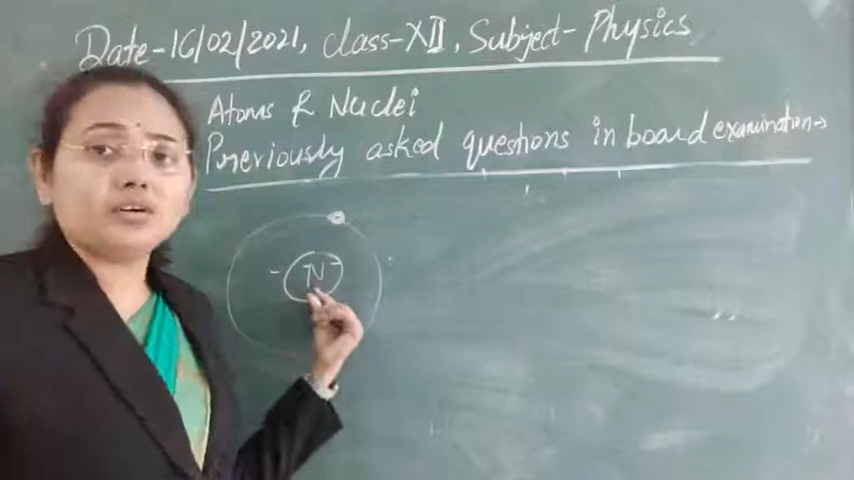 Date-16/02/2021, Class-XII, Subject- Physics
Atoms & Nuclei
Previously asked questions in board examination→
N